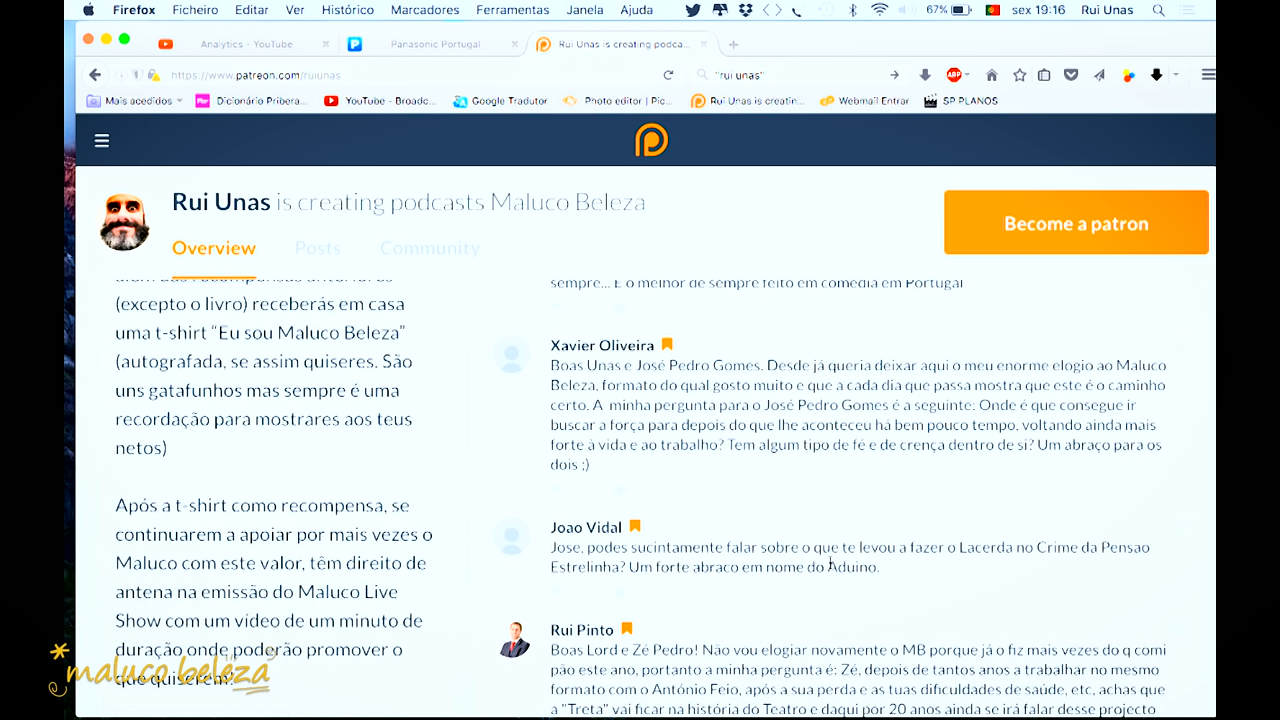 Firefox Ficheiro Editar Ver Histórico Marcadores Ferramentas Janela Ajuda 67% sex 19:16 Rui Unas
Analytics - YouTube Panasonic Portugal Rui Unas is creating podca...
https://www.patreon.com/ruiunas "rui unas" ABP
Mais acedidos Dicionário Pribera... YouTube - Broadc... Google Tradutor Photo editor | Pic... Rui Unas is creatin... Webmail Entrar SP PLANOS
Rui Unas is creating podcasts Maluco Beleza
Become a patron
Overview Posts Community
(excepto o livro) receberás em casa
uma t-shirt “Eu sou Maluco Beleza”
(autografada, se assim quiseres. São
uns gatafunhos mas sempre é uma
recordação para mostrares aos teus
netos)
Após a t-shirt como recompensa, se
continuarem a apoiar por mais vezes o
Maluco com este valor, têm direito de
antena na emissão do Maluco Live
Show com um vídeo de um minuto de
duração onde poderão promover o
que quiserem!
sempre... É o melhor de sempre feito em comédia em Portugal
Xavier Oliveira
Boas Unas e José Pedro Gomes. Desde já queria deixar aqui o meu enorme elogio ao Maluco
Beleza, formato do qual gosto muito e que a cada dia que passa mostra que este é o caminho
certo. A minha pergunta para o José Pedro Gomes é a seguinte: Onde é que consegue ir
buscar a força para depois do que lhe aconteceu há bem pouco tempo, voltando ainda mais
forte à vida e ao trabalho? Tem algum tipo de fé e de crença dentro de si? Um abraço para os
dois ;)
Joao Vidal
Jose, podes sucintamente falar sobre o que te levou a fazer o Lacerda no Crime da Pensao
Estrelinha? Um forte abraco em nome do Aduino.
Rui Pinto
Boas Lord e Zé Pedro! Não vou elogiar novamente o MB porque já o fiz mais vezes do q comi
pão este ano, portanto a minha pergunta é: Zé, depois de tantos anos a trabalhar no mesmo
formato com o António Feio, após a sua perda e as tuas dificuldades de saúde, etc, achas que
a "Treta" vai ficar na história do Teatro e daqui por 20 anos ainda se irá falar desse projecto
maluco beleza